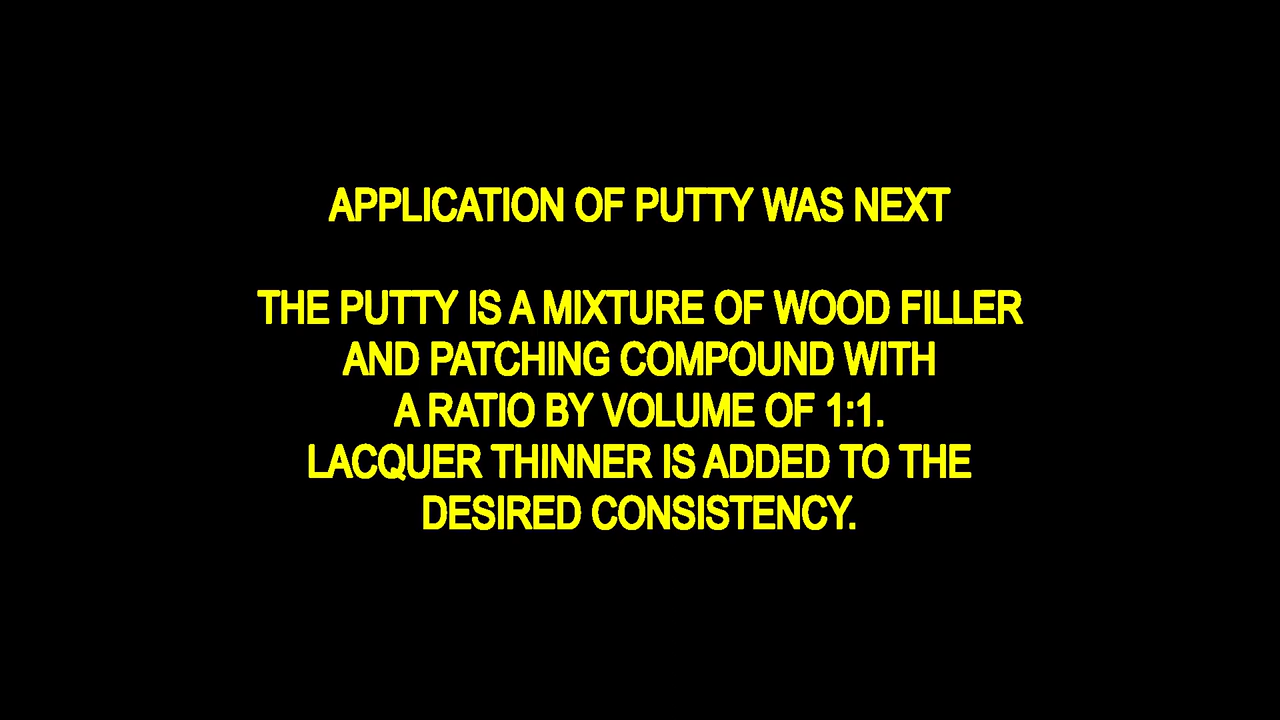 APPLICATION OF PUTTY WAS NEXT
THE PUTTY IS A MIXTURE OF WOOD FILLER
AND PATCHING COMPOUND WITH
A RATIO BY VOLUME OF 1:1.
LACQUER THINNER IS ADDED TO THE
DESIRED CONSISTENCY.